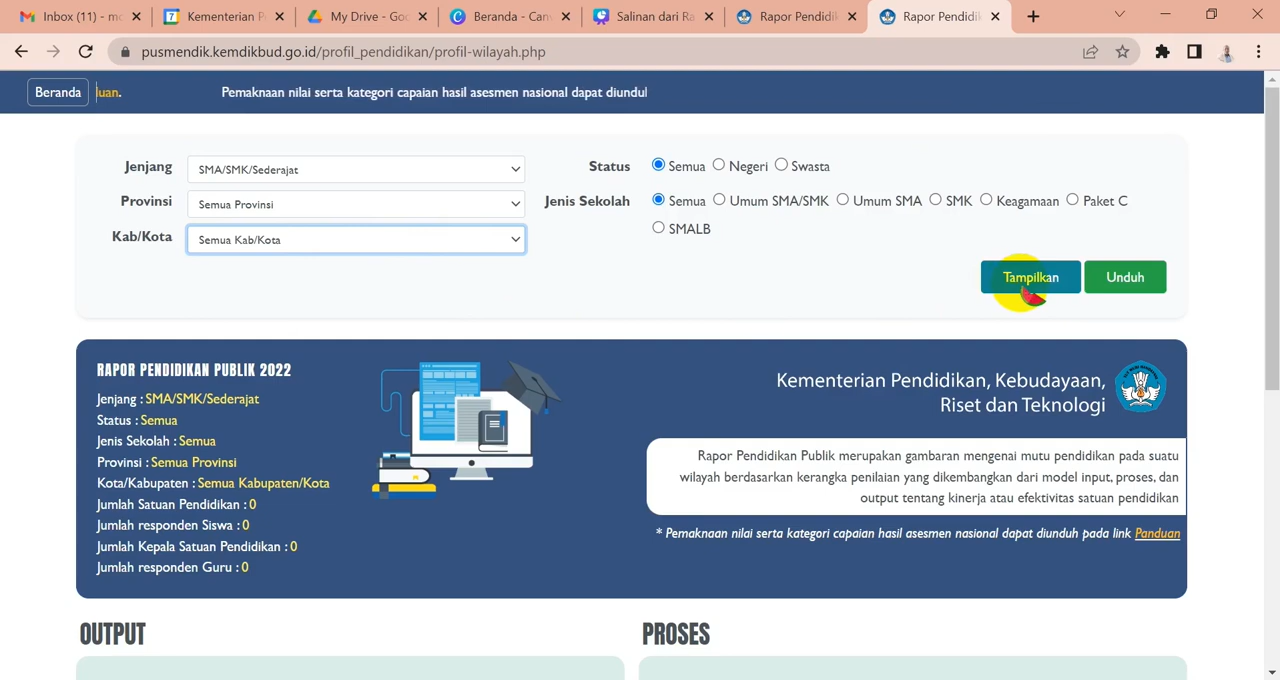 Inbox (11) - mc
Kementerian P
My Drive - Goo
Beranda - Can
Salinan dari Ra
Rapor Pendidi
Rapor Pendidi
pusmendik.kemdikbud.go.id/profil_pendidikan/profil-wilayah.php
Beranda
luan.
Pemaknaan nilai serta kategori capaian hasil asesmen nasional dapat diundul
Jenjang
SMA/SMK/Sederajat
Status
Semua
Negeri
Swasta
Provinsi
Semua Provinsi
Jenis Sekolah
Semua
Umum SMA/SMK
Umum SMA
SMK
Keagamaan
Paket C
SMALB
Kab/Kota
Semua Kab/Kota
Tampilkan
Unduh
RAPOR PENDIDIKAN PUBLIK 2022
Jenjang : SMA/SMK/Sederajat
Status : Semua
Jenis Sekolah : Semua
Provinsi : Semua Provinsi
Kota/Kabupaten : Semua Kabupaten/Kota
Jumlah Satuan Pendidikan : 0
Jumlah responden Siswa : 0
Jumlah Kepala Satuan Pendidikan : 0
Jumlah responden Guru : 0
Kementerian Pendidikan, Kebudayaan,
Riset dan Teknologi
Rapor Pendidikan Publik merupakan gambaran mengenai mutu pendidikan pada suatu
wilayah berdasarkan kerangka penilaian yang dikembangkan dari model input, proses, dan
output tentang kinerja atau efektivitas satuan pendidikan
* Pemaknaan nilai serta kategori capaian hasil asesmen nasional dapat diunduh pada link Panduan
OUTPUT
PROSES